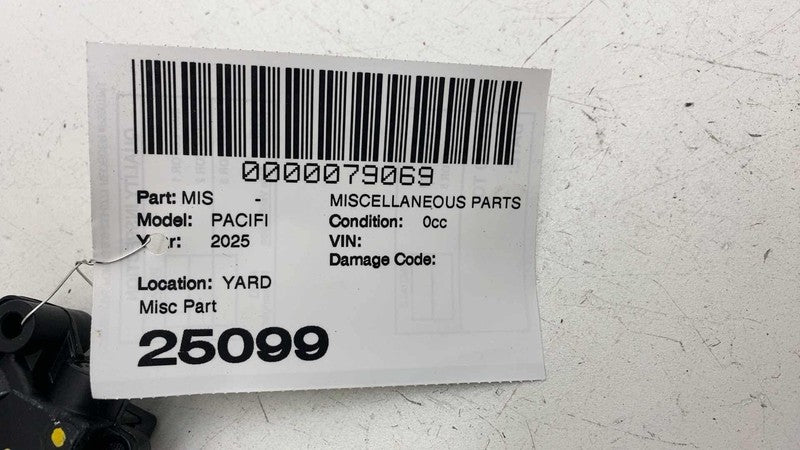 0000079069
Part: MIS - MISCELLANEOUS PARTS
Model: PACIFI Condition: 0cc
2025 VIN:
Damage Code:
Location: YARD
Misc Part
25099